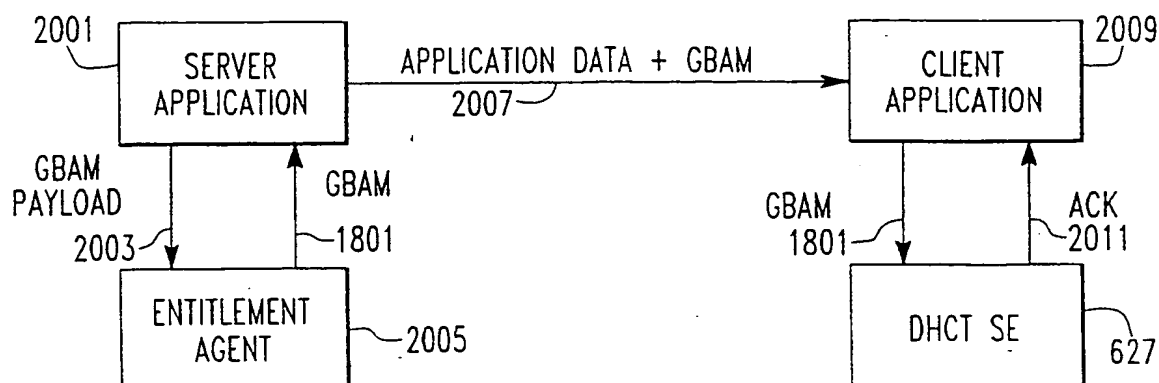 2001
SERVER
APPLICATION
APPLICATION DATA + GBAM
2007
CLIENT
APPLICATION
2009
GBAM
PAYLOAD
2003
GBAM
1801
GBAM
1801
ACK
2011
ENTITLEMENT
AGENT
2005
DHCT SE
627